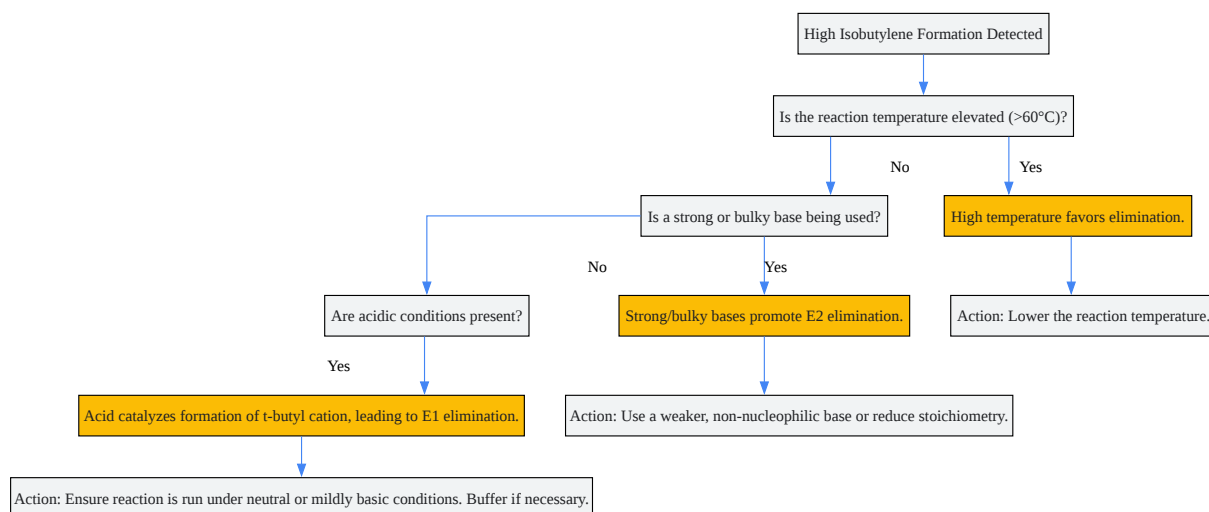 High Isobutylene Formation Detected
Is the reaction temperature elevated (>60°C)?
No
Yes
Is a strong or bulky base being used?
High temperature favors elimination.
No
Yes
Are acidic conditions present?
Strong/bulky bases promote E2 elimination.
Action: Lower the reaction temperature.
Yes
Acid catalyzes formation of t-butyl cation, leading to E1 elimination.
Action: Use a weaker, non-nucleophilic base or reduce stoichiometry.
Action: Ensure reaction is run under neutral or mildly basic conditions. Buffer if necessary.